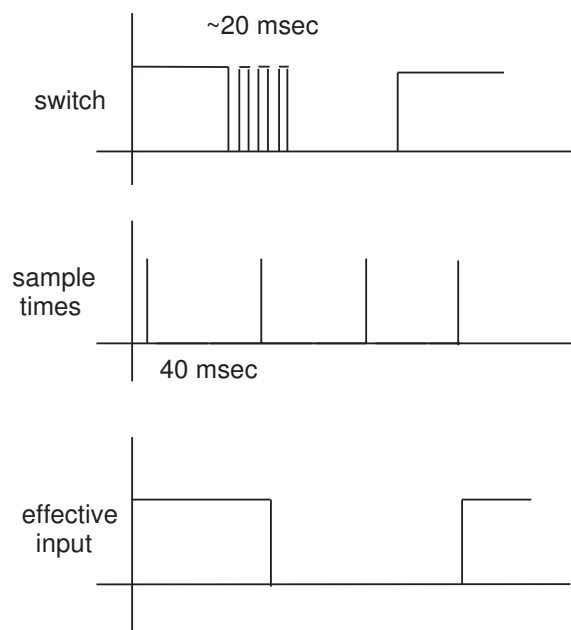 ~20 msec
switch
sample
times
40 msec
effective
input